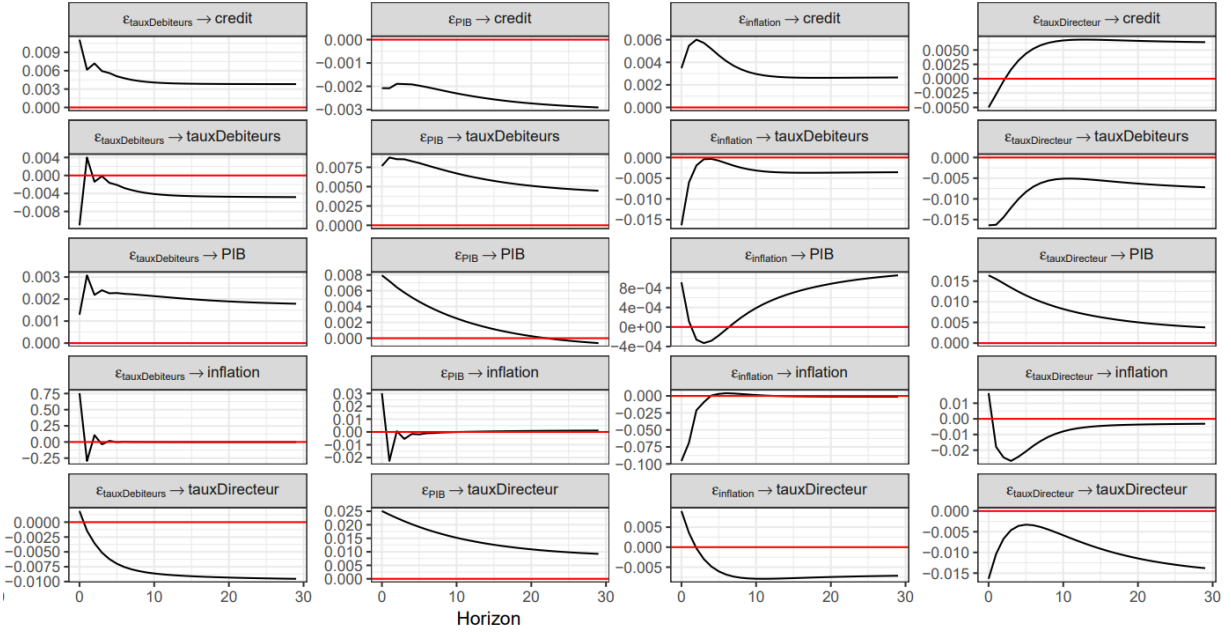 ε_tauxDebiteurs → credit
ε_PIB → credit
ε_inflation → credit
ε_tauxDirecteur → credit
0.009
0.006
0.003
0.000
0.000
−0.001
−0.002
−0.003
0.006
0.004
0.002
0.000
0.0050
0.0025
0.0000
−0.0025
−0.0050
ε_tauxDebiteurs → tauxDebiteurs
ε_PIB → tauxDebiteurs
ε_inflation → tauxDebiteurs
ε_tauxDirecteur → tauxDebiteurs
0.004
0.000
−0.004
−0.008
0.0075
0.0050
0.0025
0.0000
0.000
−0.005
−0.010
−0.015
0.000
−0.005
−0.010
−0.015
ε_tauxDebiteurs → PIB
ε_PIB → PIB
ε_inflation → PIB
ε_tauxDirecteur → PIB
0.003
0.002
0.001
0.000
0.008
0.006
0.004
0.002
0.000
8e−04
4e−04
0e+00
−4e−04
0.015
0.010
0.005
0.000
ε_tauxDebiteurs → inflation
ε_PIB → inflation
ε_inflation → inflation
ε_tauxDirecteur → inflation
0.75
0.50
0.25
0.00
−0.25
0.03
0.02
0.01
0.00
−0.01
−0.02
0.000
−0.025
−0.050
−0.075
−0.100
0.01
0.00
−0.01
−0.02
ε_tauxDebiteurs → tauxDirecteur
ε_PIB → tauxDirecteur
ε_inflation → tauxDirecteur
ε_tauxDirecteur → tauxDirecteur
0.0000
−0.0025
−0.0050
−0.0075
−0.0100
0.025
0.020
0.015
0.010
0.005
0.000
0.005
0.000
−0.005
0.000
−0.005
−0.010
−0.015
0 10 20 30
0 10 20 30
0 10 20 30
0 10 20 30
Horizon